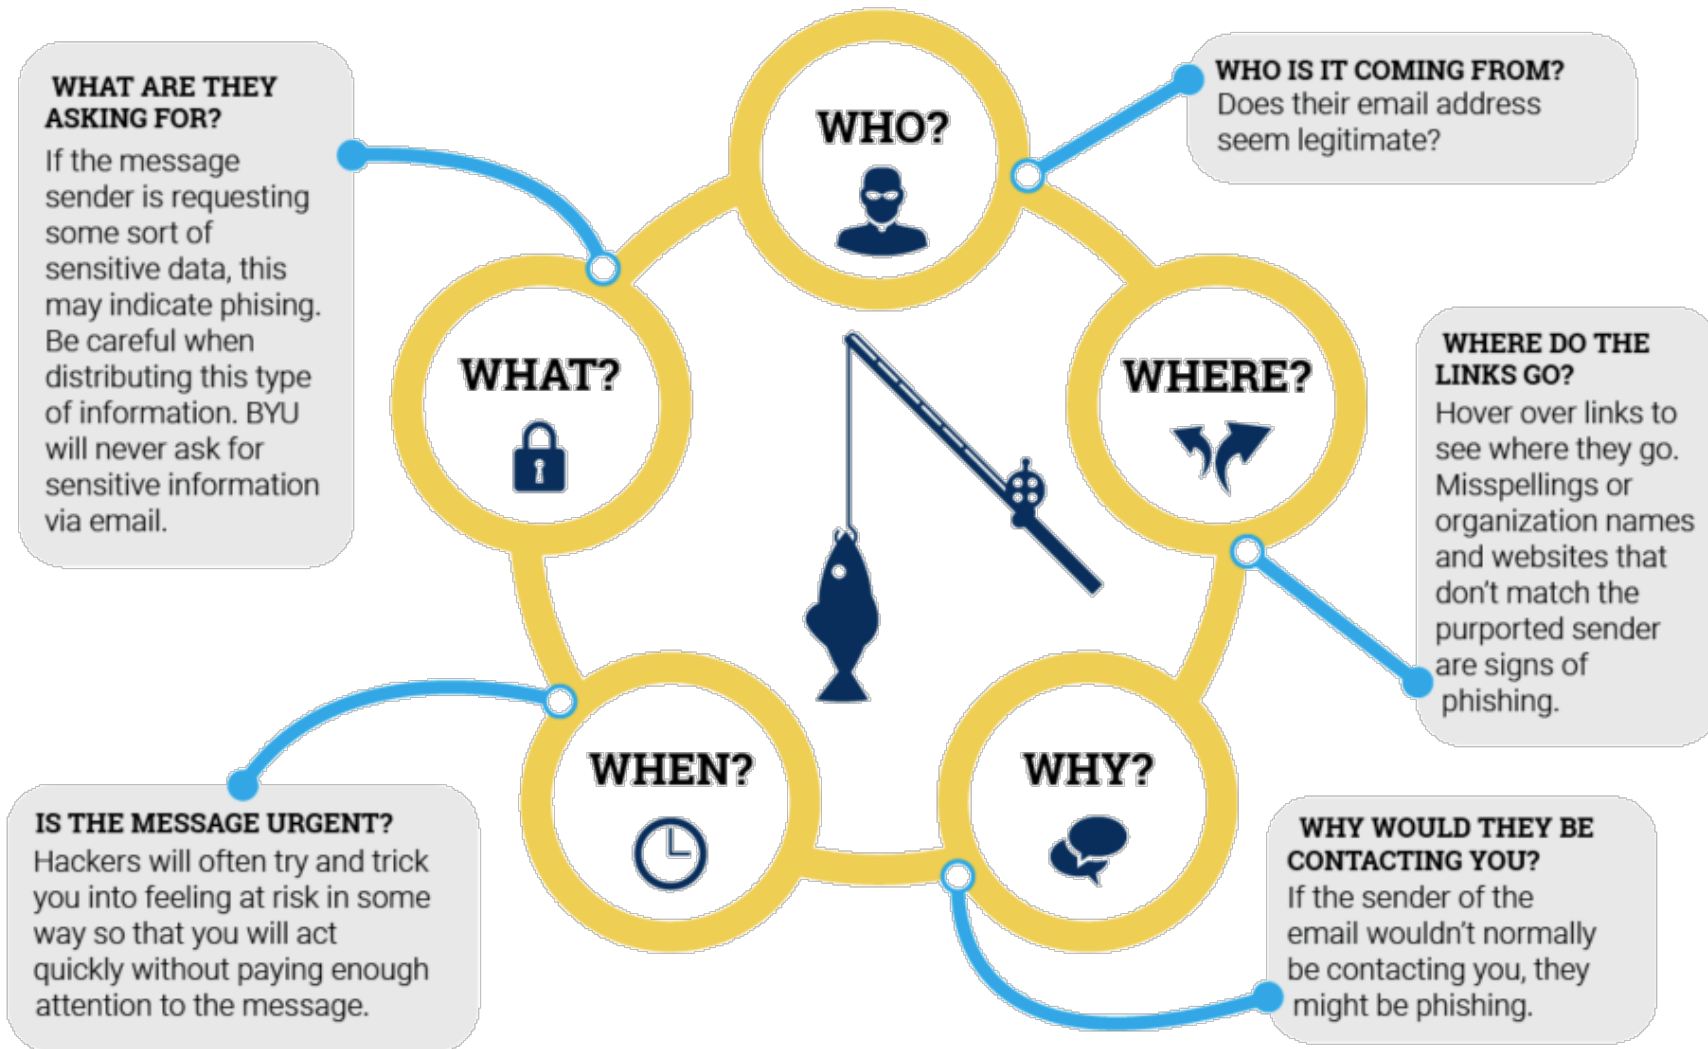 WHO?
WHO IS IT COMING FROM?
Does their email address
seem legitimate?
WHERE?
WHERE DO THE
LINKS GO?
Hover over links to
see where they go.
Misspellings or
organization names
and websites that
don't match the
purported sender
are signs of
phishing.
WHY?
WHY WOULD THEY BE
CONTACTING YOU?
If the sender of the
email wouldn't normally
be contacting you, they
might be phishing.
WHEN?
IS THE MESSAGE URGENT?
Hackers will often try and trick
you into feeling at risk in some
way so that you will act
quickly without paying enough
attention to the message.
WHAT?
WHAT ARE THEY
ASKING FOR?
If the message
sender is requesting
some sort of
sensitive data, this
may indicate phising.
Be careful when
distributing this type
of information. BYU
will never ask for
sensitive information
via email.